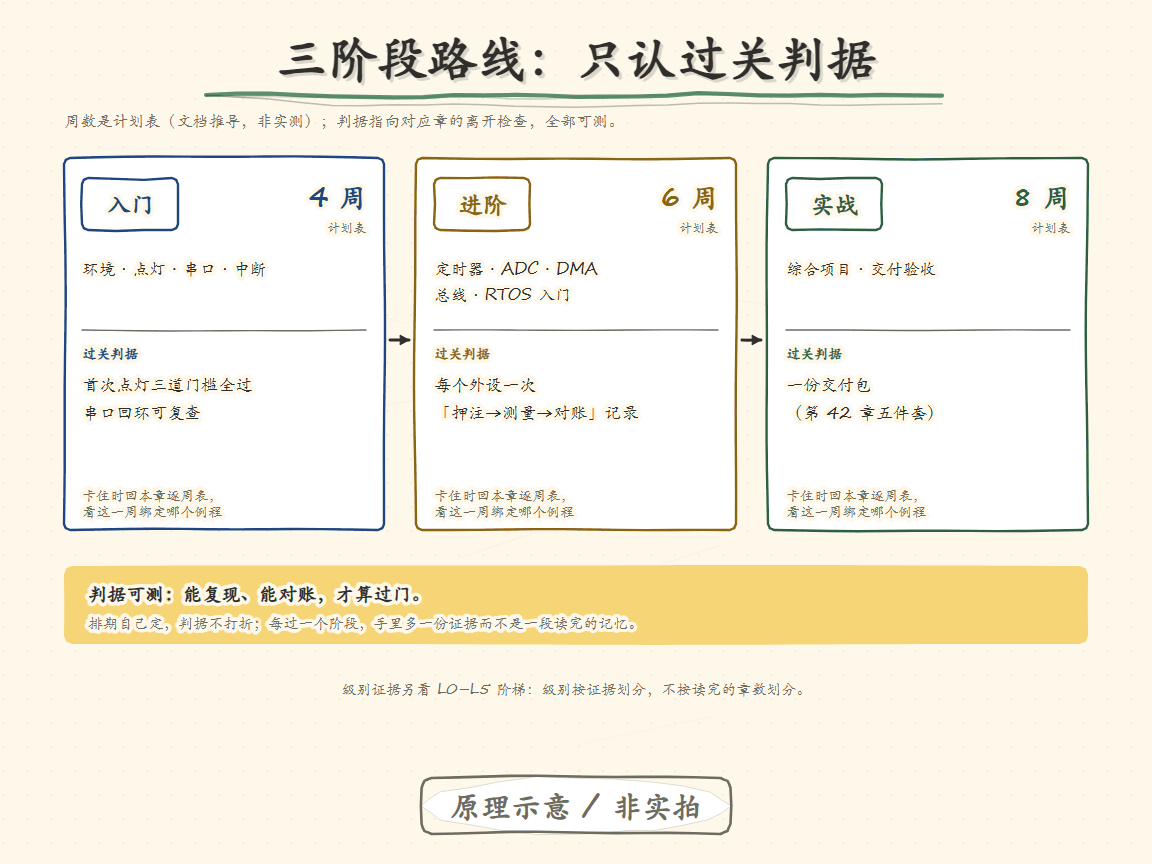 三阶段路线：只认过关判据
周数是计划表（文档推导，非实测）；判据指向对应章的离开检查，全部可测。
入门
4 周
计划表
环境·点灯·串口·中断
过关判据
首次点灯三道门槛全过
串口回环可复查
卡住时回本章逐周表，
看这一周绑定哪个例程
进阶
6 周
计划表
定时器·ADC·DMA
总线·RTOS 入门
过关判据
每个外设一次
「押注→测量→对账」记录
卡住时回本章逐周表，
看这一周绑定哪个例程
实战
8 周
计划表
综合项目·交付验收
过关判据
一份交付包
（第 42 章五件套）
卡住时回本章逐周表，
看这一周绑定哪个例程
判据可测：能复现、能对账，才算过门。
排期自己定，判据不打折；每过一个阶段，手里多一份证据而不是一段读完的记忆。
级别证据另看 L0—L5 阶梯：级别按证据划分，不按读完的章数划分。
原理示意 / 非实拍